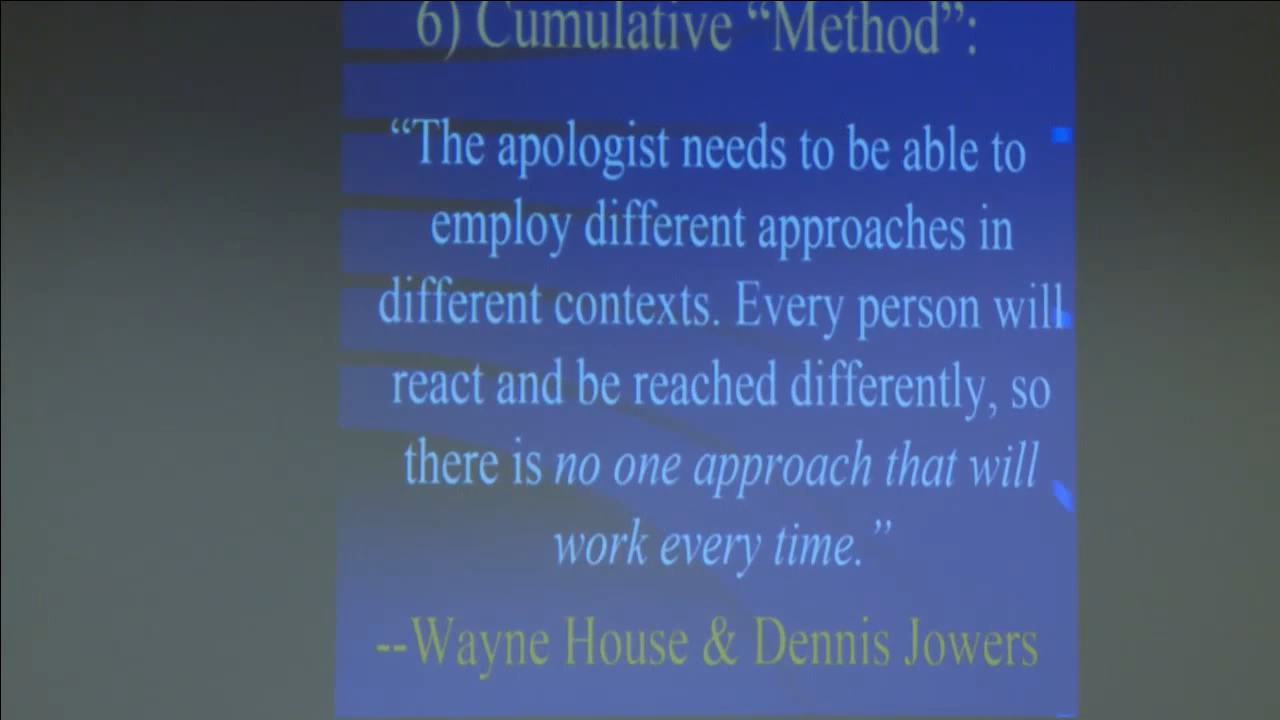 6) Cumulative “Method”:
“The apologist needs to be able to
employ different approaches in
different contexts. Every person will
react and be reached differently, so
there is no one approach that will
work every time.”
--Wayne House & Dennis Jowers